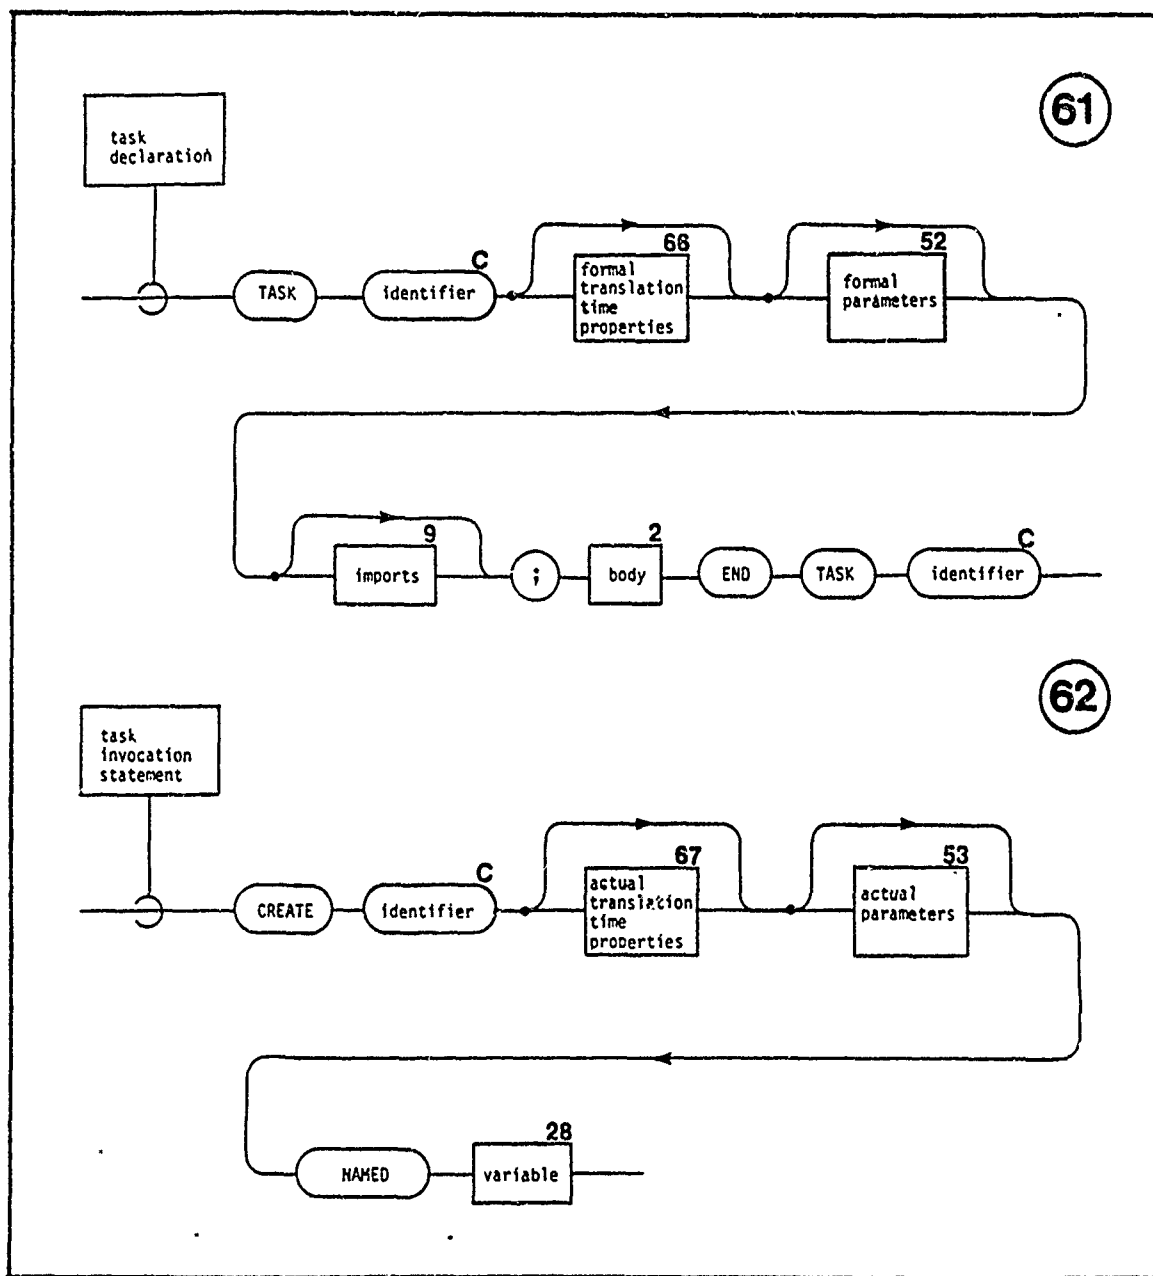 61
task
declaration
66
52
C
TASK
identifier
formal
translation
time
properties
formal
parameters
9
2
C
imports
;
body
END
TASK
identifier
62
task
invocation
statement
67
53
C
CREATE
identifier
actual
translation
time
properties
actual
parameters
28
NAMED
variable